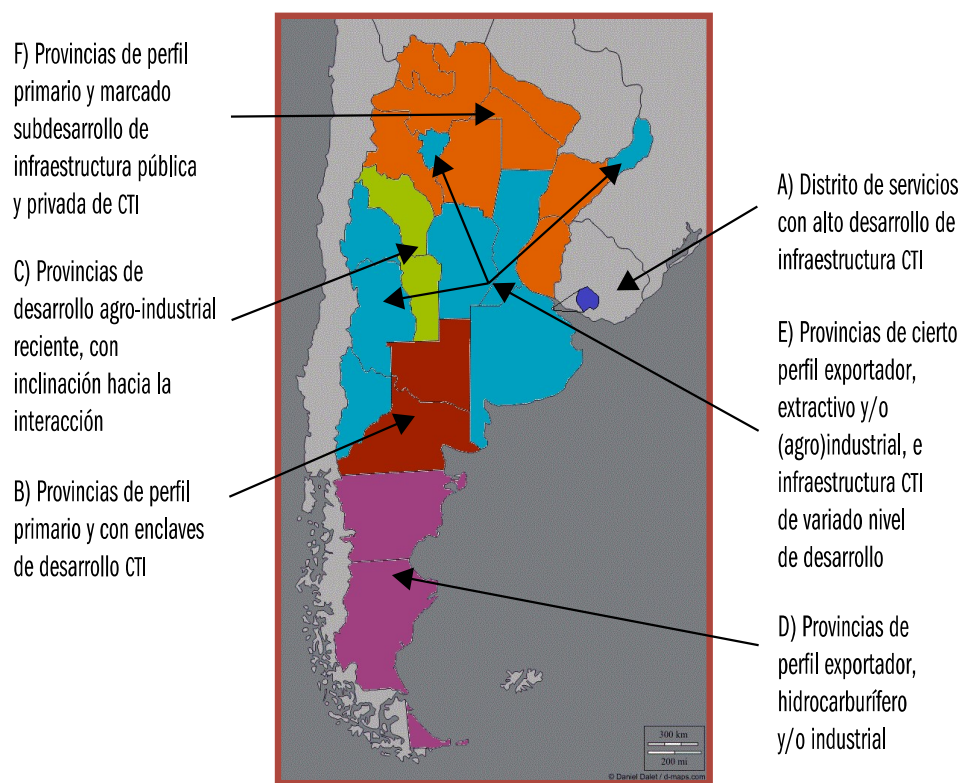 F) Provincias de perfil
primario y marcado
subdesarrollo de
infraestructura pública
y privada de CTI
C) Provincias de
desarrollo agro-industrial
reciente, con
inclinación hacia la
interacción
B) Provincias de perfil
primario y con enclaves
de desarrollo CTI
A) Distrito de servicios
con alto desarrollo de
infraestructura CTI
E) Provincias de cierto
perfil exportador,
extractivo y/o
(agro)industrial, e
infraestructura CTI
de variado nivel
de desarrollo
D) Provincias de
perfil exportador,
hidrocarburífero
y/o industrial
300 km
200 mi
© Daniel Dalet / d-maps.com